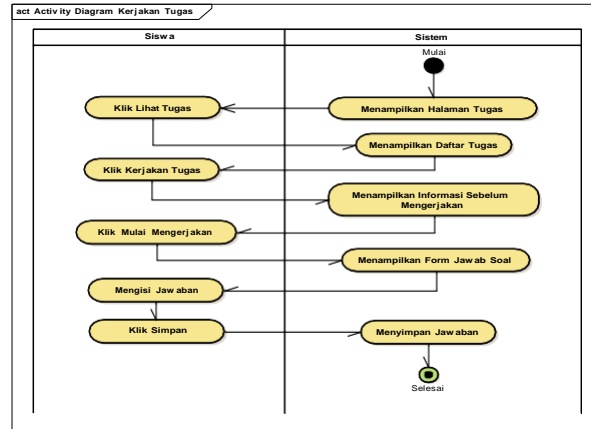 act Activity Diagram Kerjakan Tugas
Siswa
Sistem
Mulai
Klik Lihat Tugas
Menampilkan Halaman Tugas
Menampilkan Daftar Tugas
Klik Kerjakan Tugas
Menampilkan Informasi Sebelum
Mengerjakan
Klik Mulai Mengerjakan
Menampilkan Form Jawab Soal
Mengisi Jawaban
Klik Simpan
Menyimpan Jawaban
Selesai